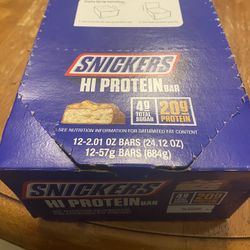 SNICKERS
HI PROTEIN BAR
4g TOTAL SUGAR
20g PROTEIN
SEE NUTRITION INFORMATION FOR SATURATED FAT CONTENT
12-2.01 OZ BARS (24.12 OZ)
12-57g BARS (684g)
SNICKERS
HI PROTEIN BAR
20g